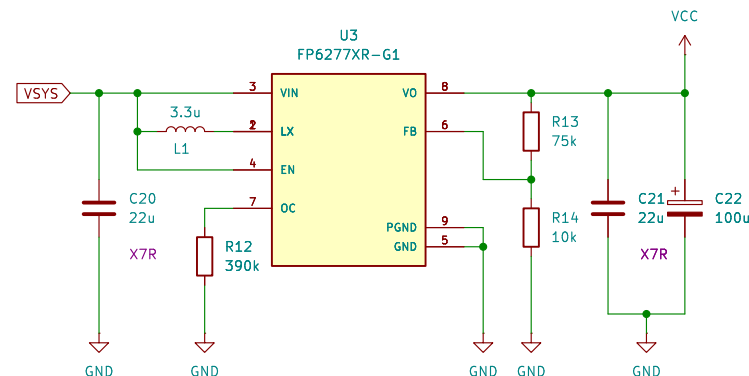 VCC
U3
FP6277XR-G1
VSYS
3
VIN
VO
8
3.3u
L1
LX
FB
6
R13
75k
4
EN
7
OC
C20
22u
X7R
R12
390k
PGND
9
GND
5
R14
10k
C21
22u
X7R
+
C22
100u
GND
GND
GND
GND
GND